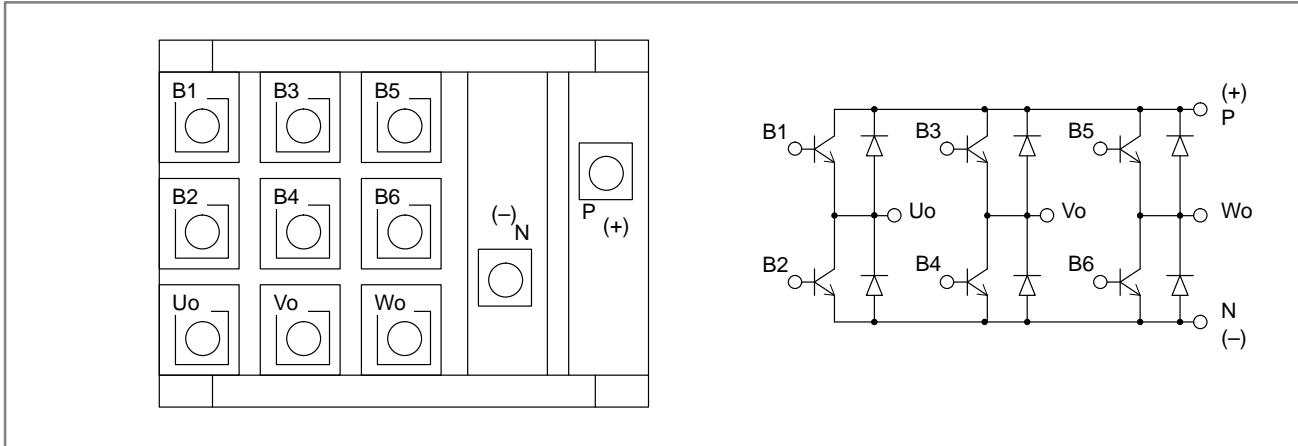 B1 B3 B5
B2 B4 B6
(–)
N
P
(+)
Uo Vo Wo
(+)
P
B1 B3 B5
Uo Vo Wo
B2 B4 B6
N
(–)